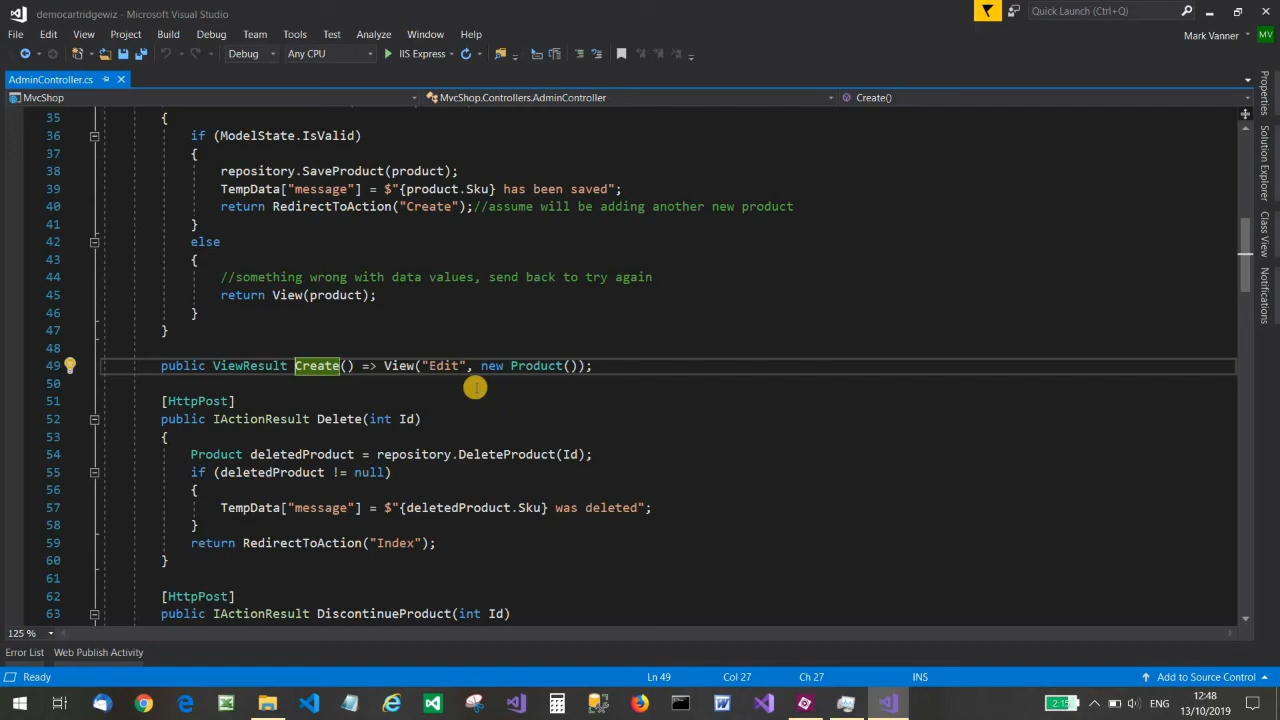 democartridgewiz - Microsoft Visual Studio
Quick Launch (Ctrl+Q)
File Edit View Project Build Debug Team Tools Test Analyze Window Help
Mark Vanner MV
Debug Any CPU IIS Express
AdminController.cs
MvcShop MvcShop.Controllers.AdminController Create()
35 {
36 if (ModelState.IsValid)
37 {
38 repository.SaveProduct(product);
39 TempData["message"] = $"{product.Sku} has been saved";
40 return RedirectToAction("Create");//assume will be adding another new product
41 }
42 else
43 {
44 //something wrong with data values, send back to try again
45 return View(product);
46 }
47 }
48
49 public ViewResult Create() => View("Edit", new Product());
50
51 [HttpPost]
52 public IActionResult Delete(int Id)
53 {
54 Product deletedProduct = repository.DeleteProduct(Id);
55 if (deletedProduct != null)
56 {
57 TempData["message"] = $"{deletedProduct.Sku} was deleted";
58 }
59 return RedirectToAction("Index");
60 }
61
62 [HttpPost]
63 public IActionResult DiscontinueProduct(int Id)
Properties
Solution Explorer
Class View
Notifications
125 %
Error List Web Publish Activity
Ready Ln 49 Col 27 Ch 27 INS Add to Source Control
2:15 ENG 12:48
13/10/2019